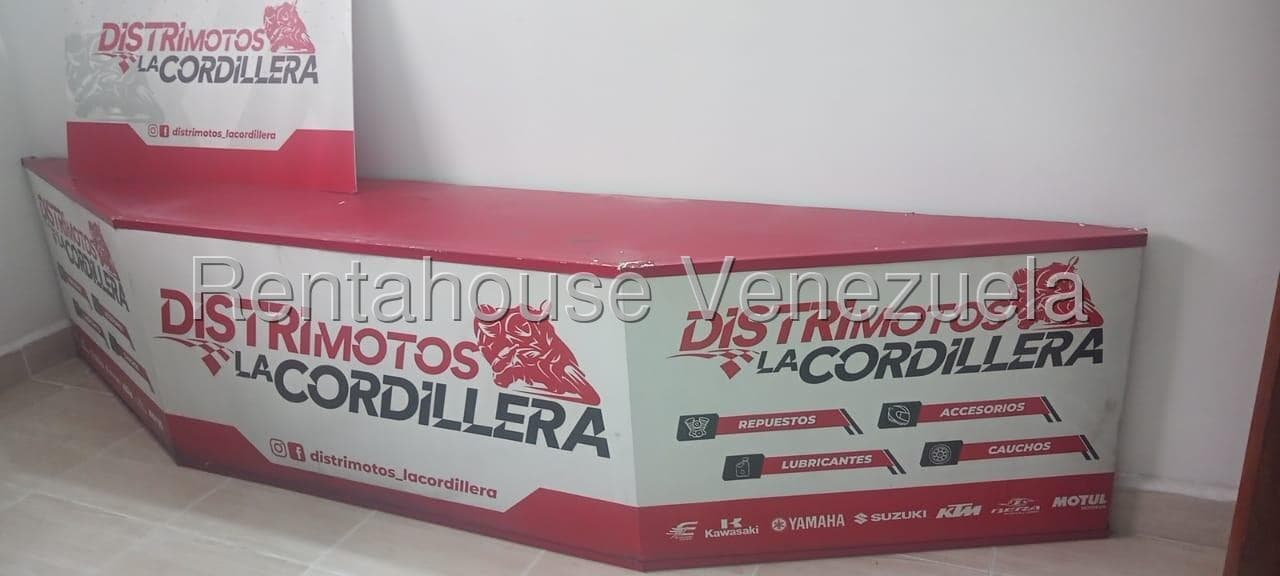 DiSTRiMOTOS
LA CORDiLLERA
distrimotos_lacordillera
Rentahouse Venezuela
DiSTRiMOTOS
LA CORDiLLERA
distrimotos_lacordillera
DiSTRiMOTOS
LA CORDiLLERA
REPUESTOS
ACCESORIOS
LUBRICANTES
CAUCHOS
Kawasaki YAMAHA SUZUKI KTM BERA MOTUL